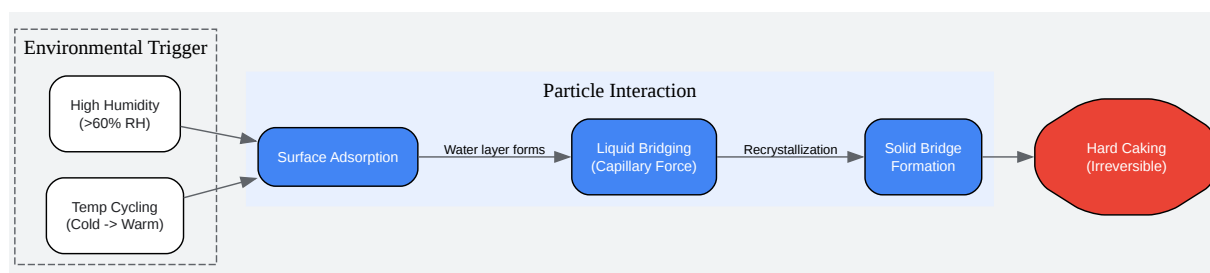 Environmental Trigger
High Humidity
(>60% RH)
Temp Cycling
(Cold -> Warm)
Particle Interaction
Surface Adsorption
Water layer forms
Liquid Bridging
(Capillary Force)
Recrystallization
Solid Bridge
Formation
Hard Caking
(Irreversible)